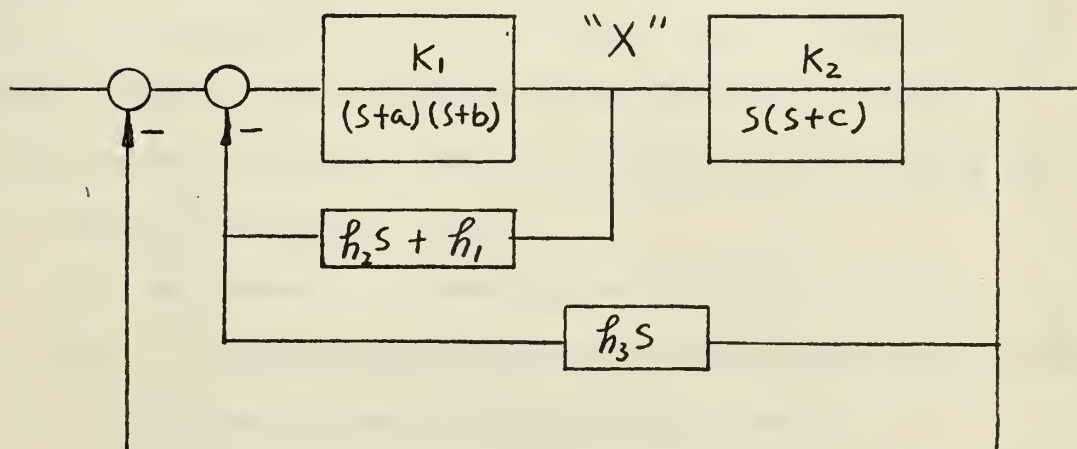 "X"
K₁
(s+a)(s+b)
K₂
s(s+c)
−
−
h₂s + h₁
h₃s